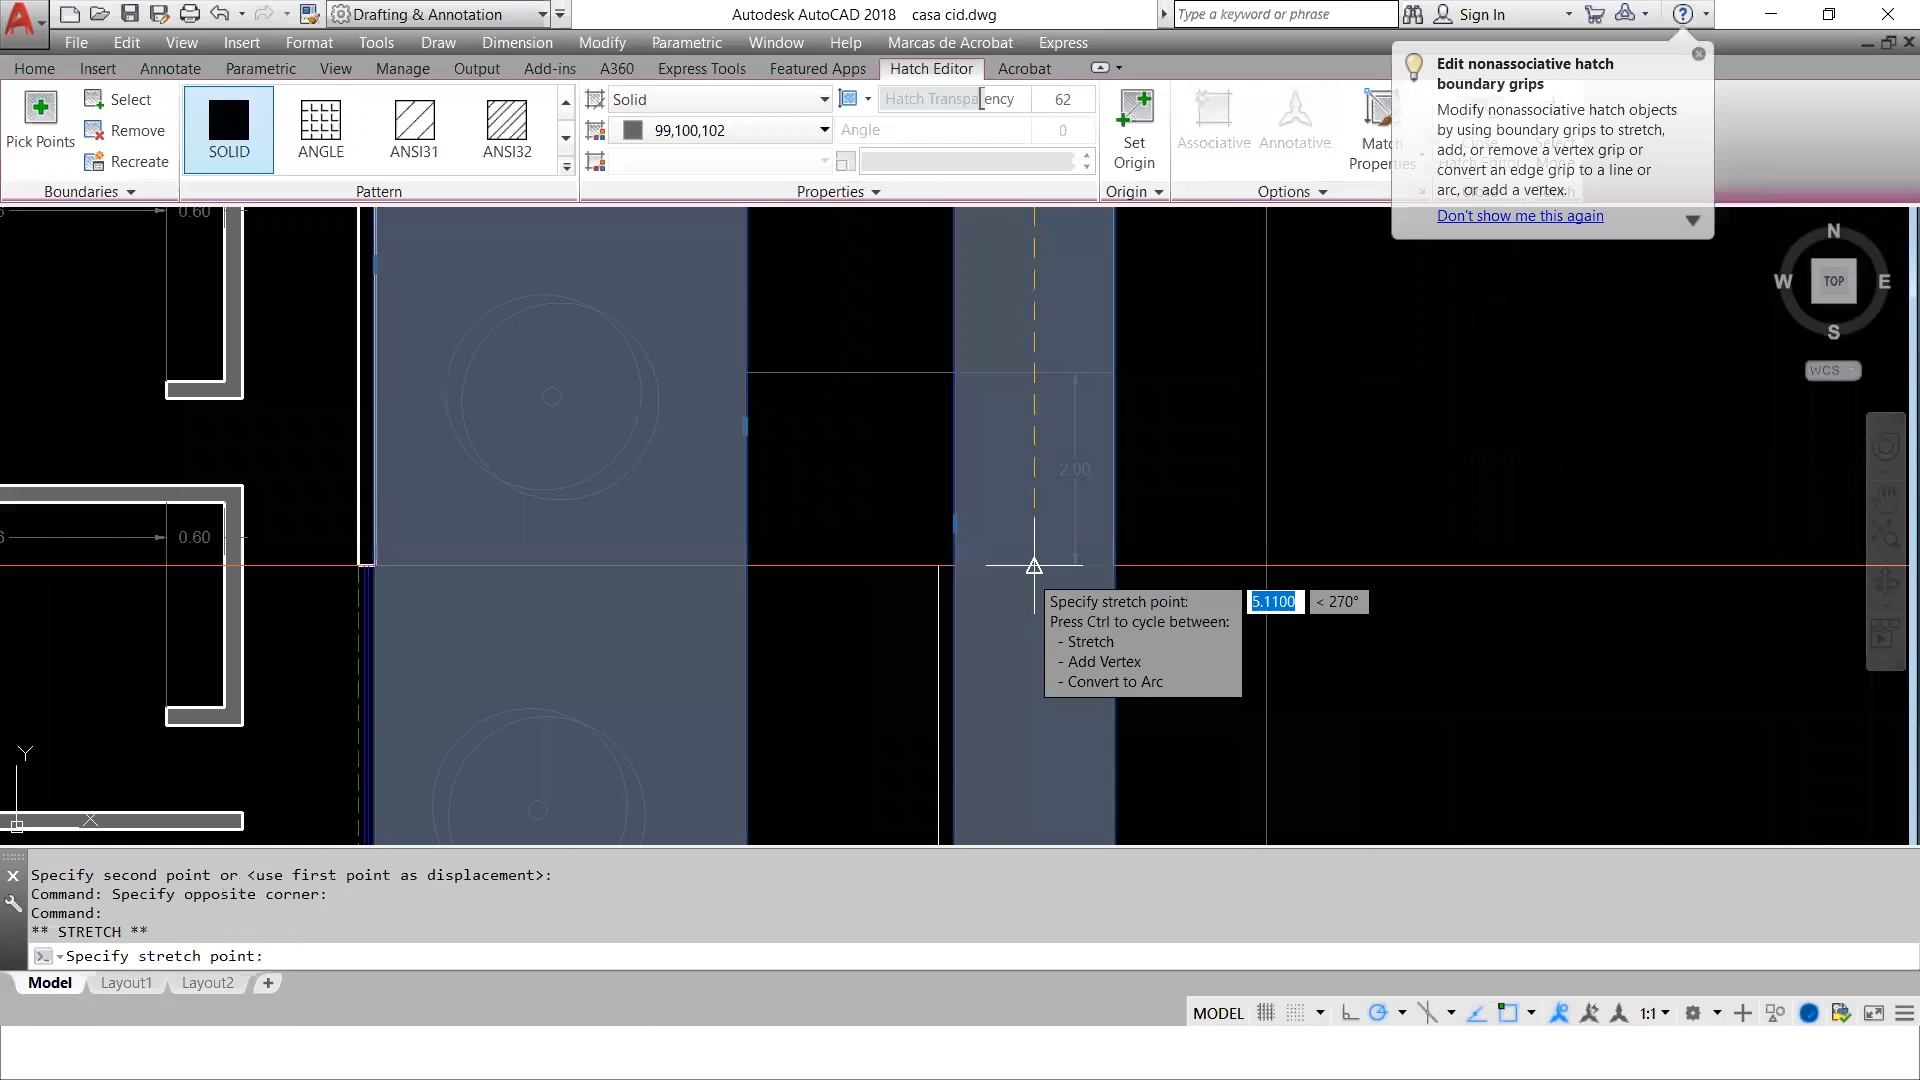 Drafting & Annotation
Autodesk AutoCAD 2018 casa cid.dwg
Type a keyword or phrase
Sign In
File Edit View Insert Format Tools Draw Dimension Modify Parametric Window Help Marcas de Acrobat Express
Home Insert Annotate Parametric View Manage Output Add-ins A360 Express Tools Featured Apps Hatch Editor Acrobat
Pick Points
Select
Remove
Recreate
Boundaries
SOLID
ANGLE
ANSI31
ANSI32
Pattern
Solid
99,100,102
Hatch Transparency 62
Angle 0
Properties
Set
Origin
Origin
Associative
Annotative
Match
Properties
Options
Edit nonassociative hatch
boundary grips
Modify nonassociative hatch objects
by using boundary grips to stretch,
add, or remove a vertex grip or
convert an edge grip to a line or
arc, or add a vertex.
Don't show me this again
N
W
TOP
E
S
WCS
0.60
2.00
0.60
Specify stretch point: 5.1100 < 270°
Press Ctrl to cycle between:
- Stretch
- Add Vertex
- Convert to Arc
Y
X
Specify second point or <use first point as displacement>:
Command: Specify opposite corner:
Command:
** STRETCH **
Specify stretch point:
Model Layout1 Layout2
MODEL
1:1